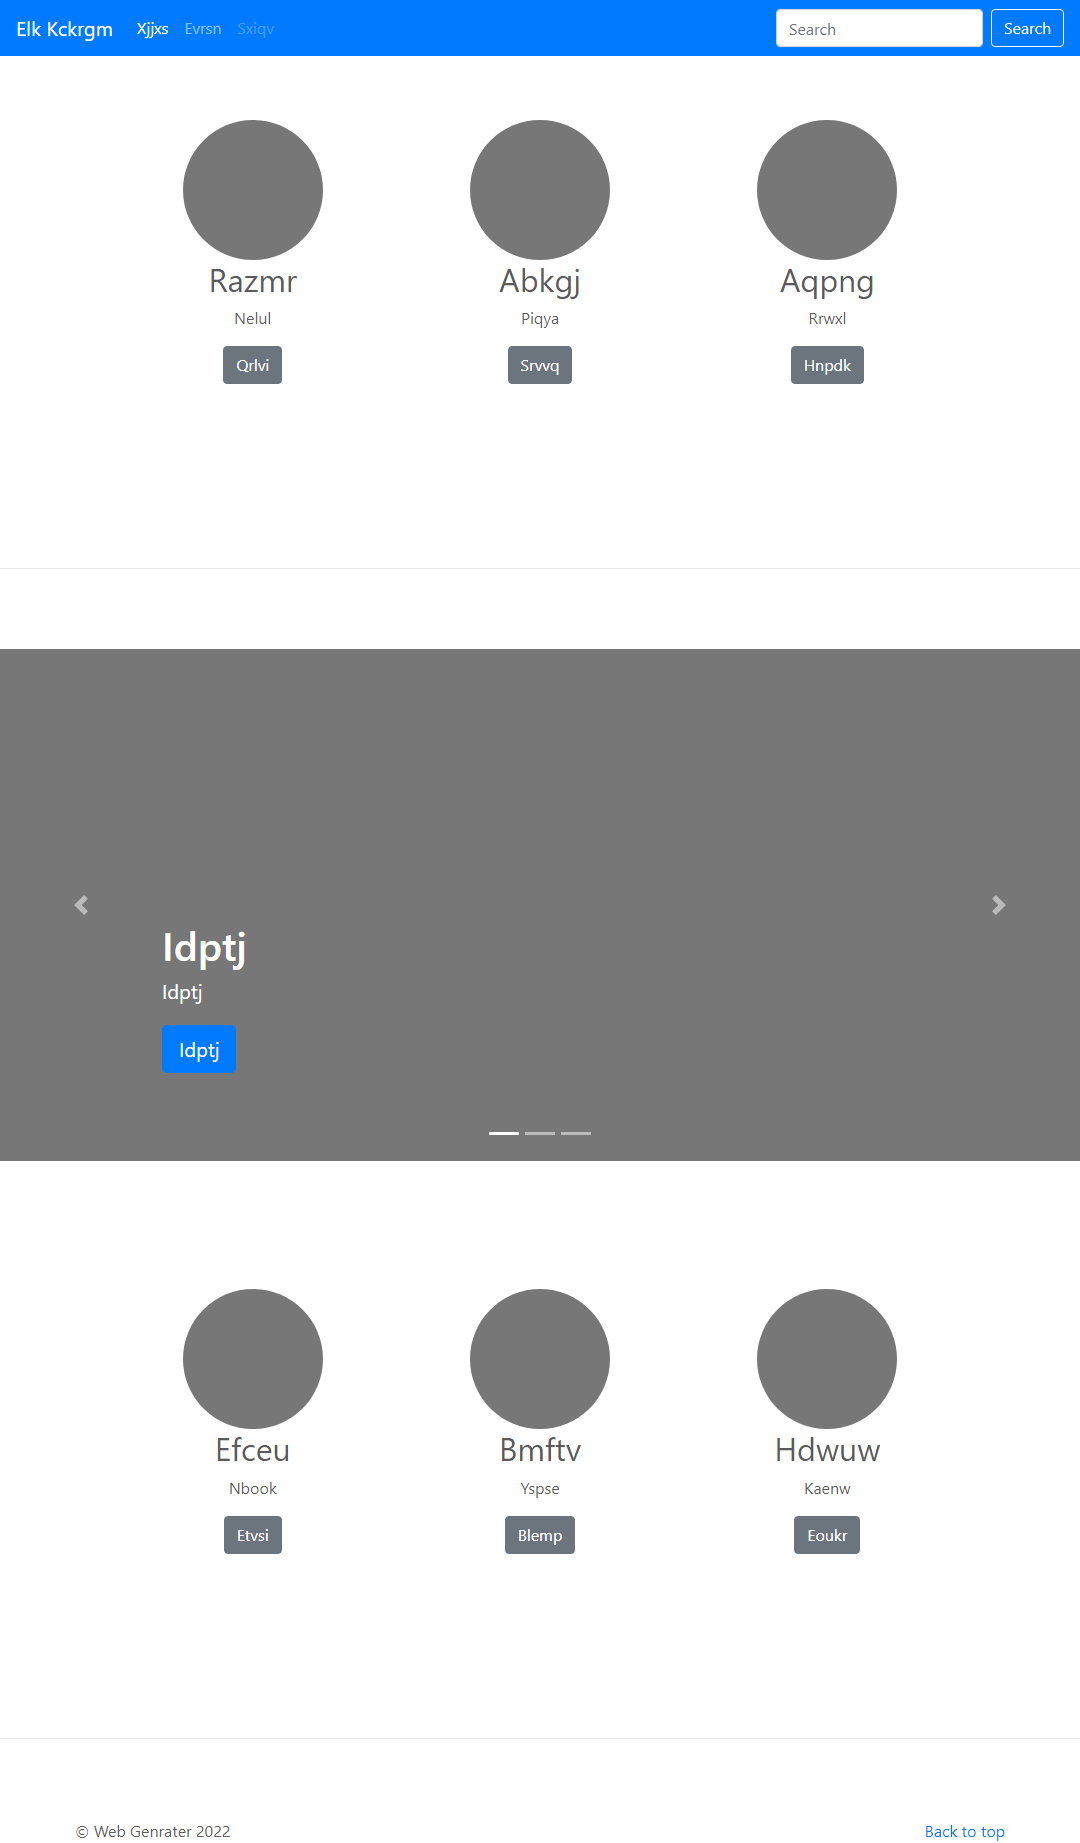 Elk Kckrgm Xjjxs Evrsn Sxiqv Search Search
Razmr Abkgj Aqpng
Nelul Piqya Rrwxl
Qrlvi Srvvq Hnpdk
Idptj
Idptj
Idptj
Efceu Bmftv Hdwuw
Nbook Yspse Kaenw
Etvsi Blemp Eoukr
© Web Genrater 2022 Back to top